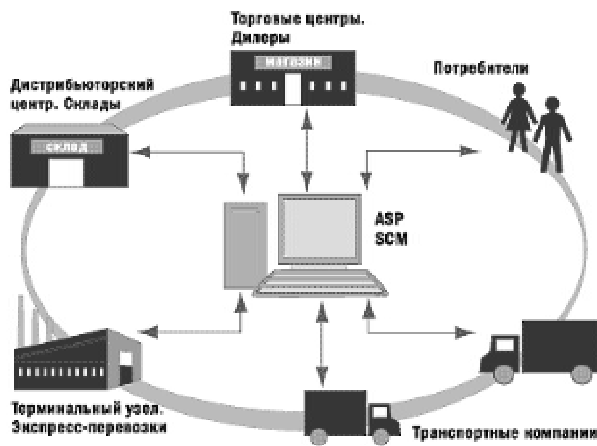 Торговые центры.
Дилеры
магазин
Потребители
Дистрибьюторский
центр. Склады
склад
ASP
SCM
Терминальный узел.
Экспресс-перевозки
Транспортные компании